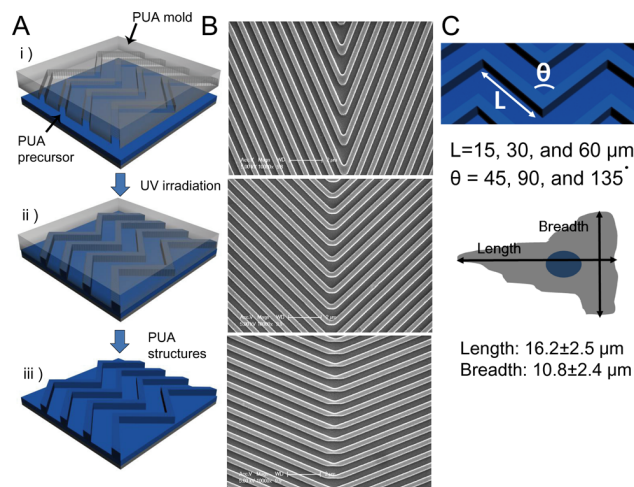 A
PUA mold
i )
PUA
precursor
UV irradiation
ii )
PUA
structures
iii )
B
C
θ
L
L=15, 30, and 60 μm
θ = 45, 90, and 135°
Breadth
Length
Length: 16.2±2.5 μm
Breadth: 10.8±2.4 μm